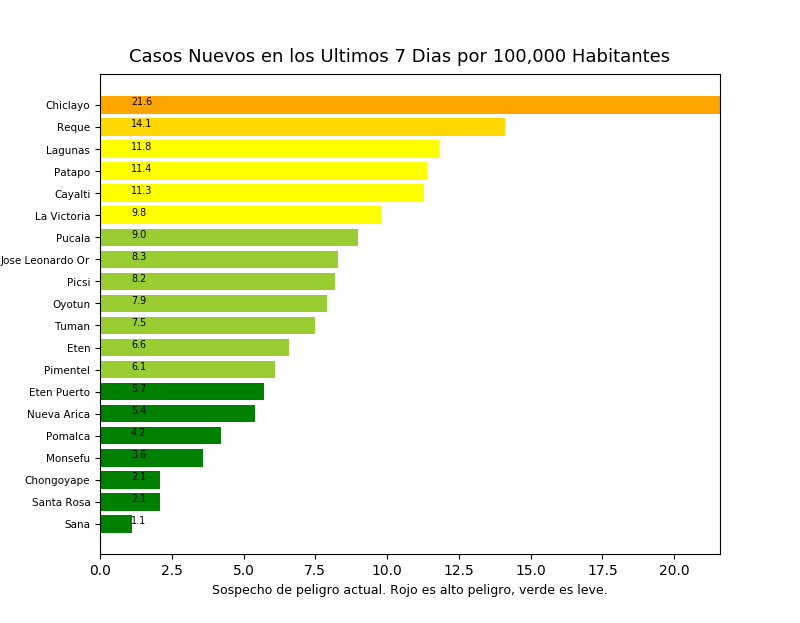 Casos Nuevos en los Ultimos 7 Dias por 100,000 Habitantes
Chiclayo 21.6
Reque 14.1
Lagunas 11.8
Patapo 11.4
Cayalti 11.3
La Victoria 9.8
Pucala 9.0
Jose Leonardo Or 8.3
Picsi 8.2
Oyotun 7.9
Tuman 7.5
Eten 6.6
Pimentel 6.1
Eten Puerto 5.7
Nueva Arica 5.4
Pomalca 4.2
Monsefu 3.6
Chongoyape 2.1
Santa Rosa 2.1
Sana 1.1
0.0 2.5 5.0 7.5 10.0 12.5 15.0 17.5 20.0
Sospecho de peligro actual. Rojo es alto peligro, verde es leve.